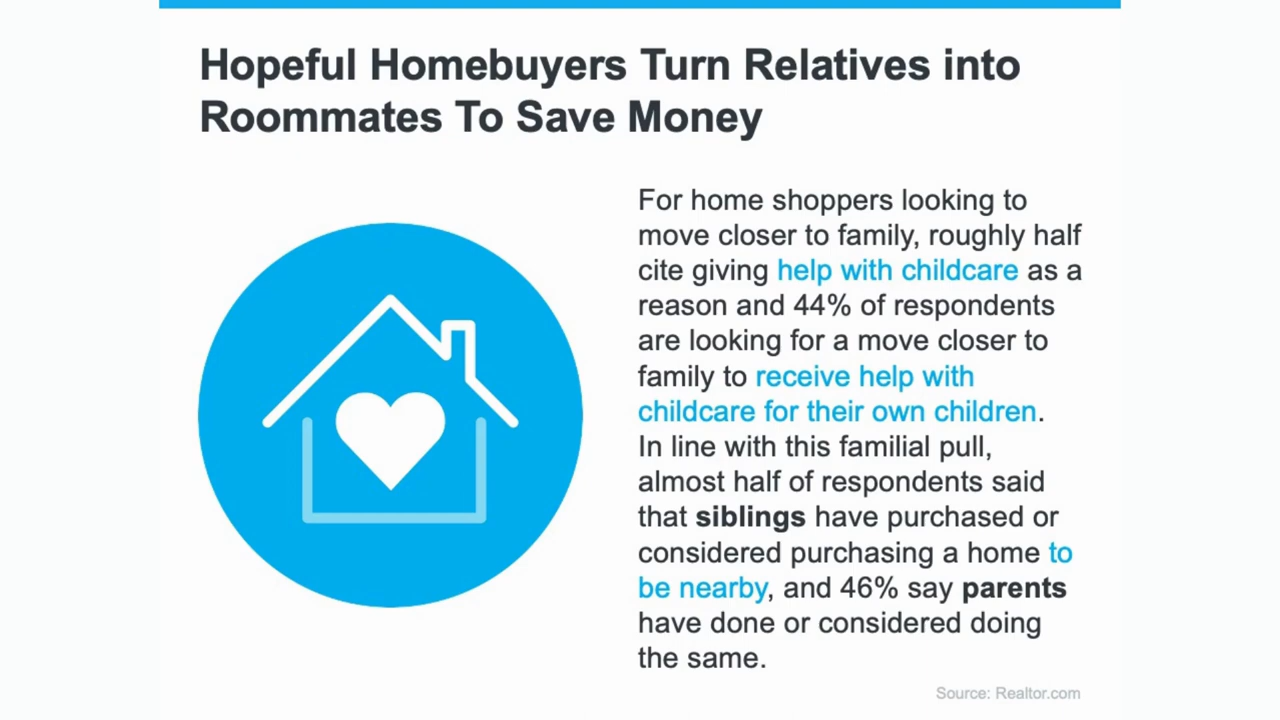 Hopeful Homebuyers Turn Relatives into
Roommates To Save Money
For home shoppers looking to
move closer to family, roughly half
cite giving help with childcare as a
reason and 44% of respondents
are looking for a move closer to
family to receive help with
childcare for their own children.
In line with this familial pull,
almost half of respondents said
that siblings have purchased or
considered purchasing a home to
be nearby, and 46% say parents
have done or considered doing
the same.
Source: Realtor.com